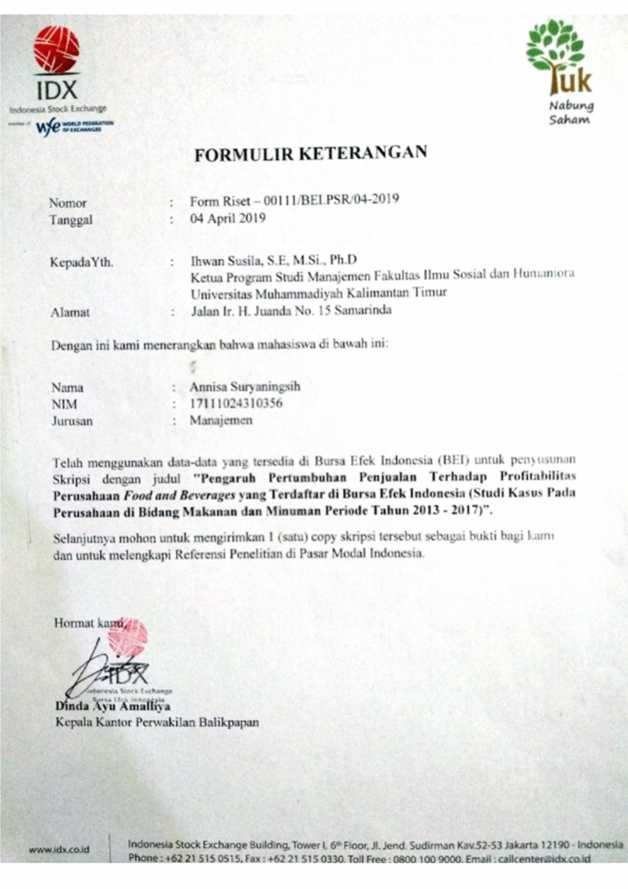 IDX
Indonesia Stock Exchange
member of wfe WORLD FEDERATION OF EXCHANGES
Yuk
Nabung
Saham
FORMULIR KETERANGAN
Nomor : Form Riset – 00111/BEI.PSR/04-2019
Tanggal : 04 April 2019
KepadaYth. : Ihwan Susila, S.E, M.Si., Ph.D
Ketua Program Studi Manajemen Fakultas Ilmu Sosial dan Humaniora
Universitas Muhammadiyah Kalimantan Timur
Alamat : Jalan Ir. H. Juanda No. 15 Samarinda
Dengan ini kami menerangkan bahwa mahasiswa di bawah ini:
Nama : Annisa Suryaningsih
NIM : 17111024310356
Jurusan : Manajemen
Telah menggunakan data-data yang tersedia di Bursa Efek Indonesia (BEI) untuk penyusunan
Skripsi dengan judul "Pengaruh Pertumbuhan Penjualan Terhadap Profitabilitas
Perusahaan Food and Beverages yang Terdaftar di Bursa Efek Indonesia (Studi Kasus Pada
Perusahaan di Bidang Makanan dan Minuman Periode Tahun 2013 - 2017)".
Selanjutnya mohon untuk mengirimkan 1 (satu) copy skripsi tersebut sebagai bukti bagi kami
dan untuk melengkapi Referensi Penelitian di Pasar Modal Indonesia.
Hormat kami,
IDX
Indonesia Stock Exchange
Bursa Efek Indonesia
Dinda Ayu Amalliya
Kepala Kantor Perwakilan Balikpapan
www.idx.co.id
Indonesia Stock Exchange Building, Tower I, 6th Floor, Jl. Jend. Sudirman Kav.52-53 Jakarta 12190 - Indonesia
Phone : +62 21 515 0515, Fax : +62 21 515 0330. Toll Free : 0800 100 9000. Email : callcenter@idx.co.id